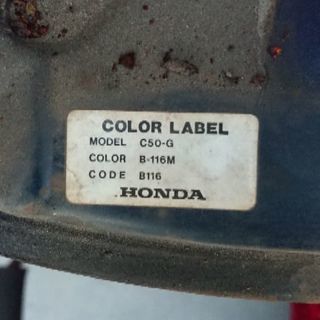 COLOR LABEL
MODEL C50-G
COLOR B-116M
CODE B116
HONDA